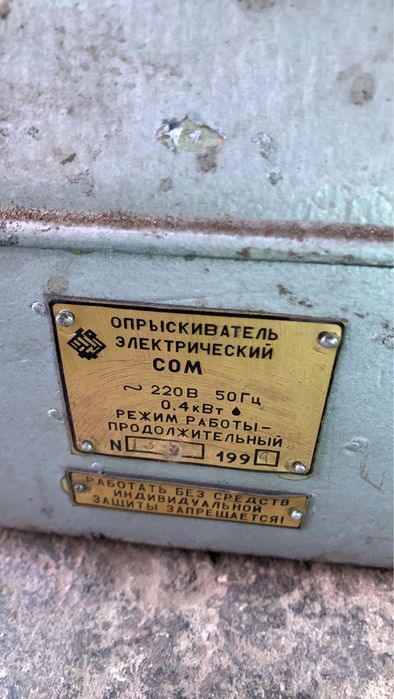 ОПРЫСКИВАТЕЛЬ
ЭЛЕКТРИЧЕСКИЙ
СОМ
~ 220В 50Гц
0,4кВт
РЕЖИМ РАБОТЫ-
ПРОДОЛЖИТЕЛЬНЫЙ
N 199
РАБОТАТЬ БЕЗ СРЕДСТВ
ИНДИВИДУАЛЬНОЙ
ЗАЩИТЫ ЗАПРЕЩАЕТСЯ!